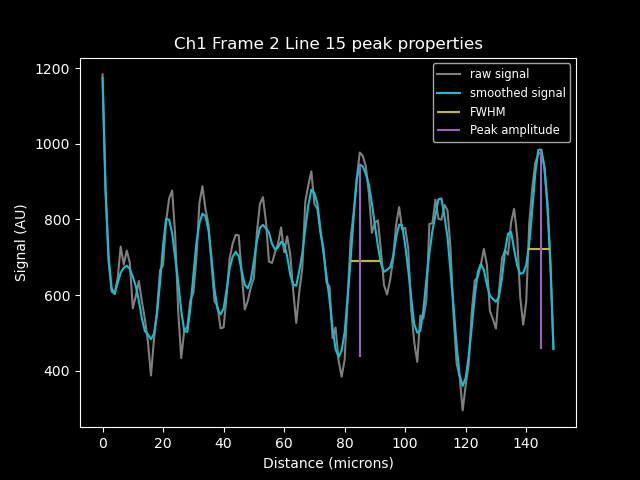 Ch1 Frame 2 Line 15 peak properties
raw signal
smoothed signal
FWHM
Peak amplitude
Signal (AU)
1200
1000
800
600
400
0 20 40 60 80 100 120 140
Distance (microns)